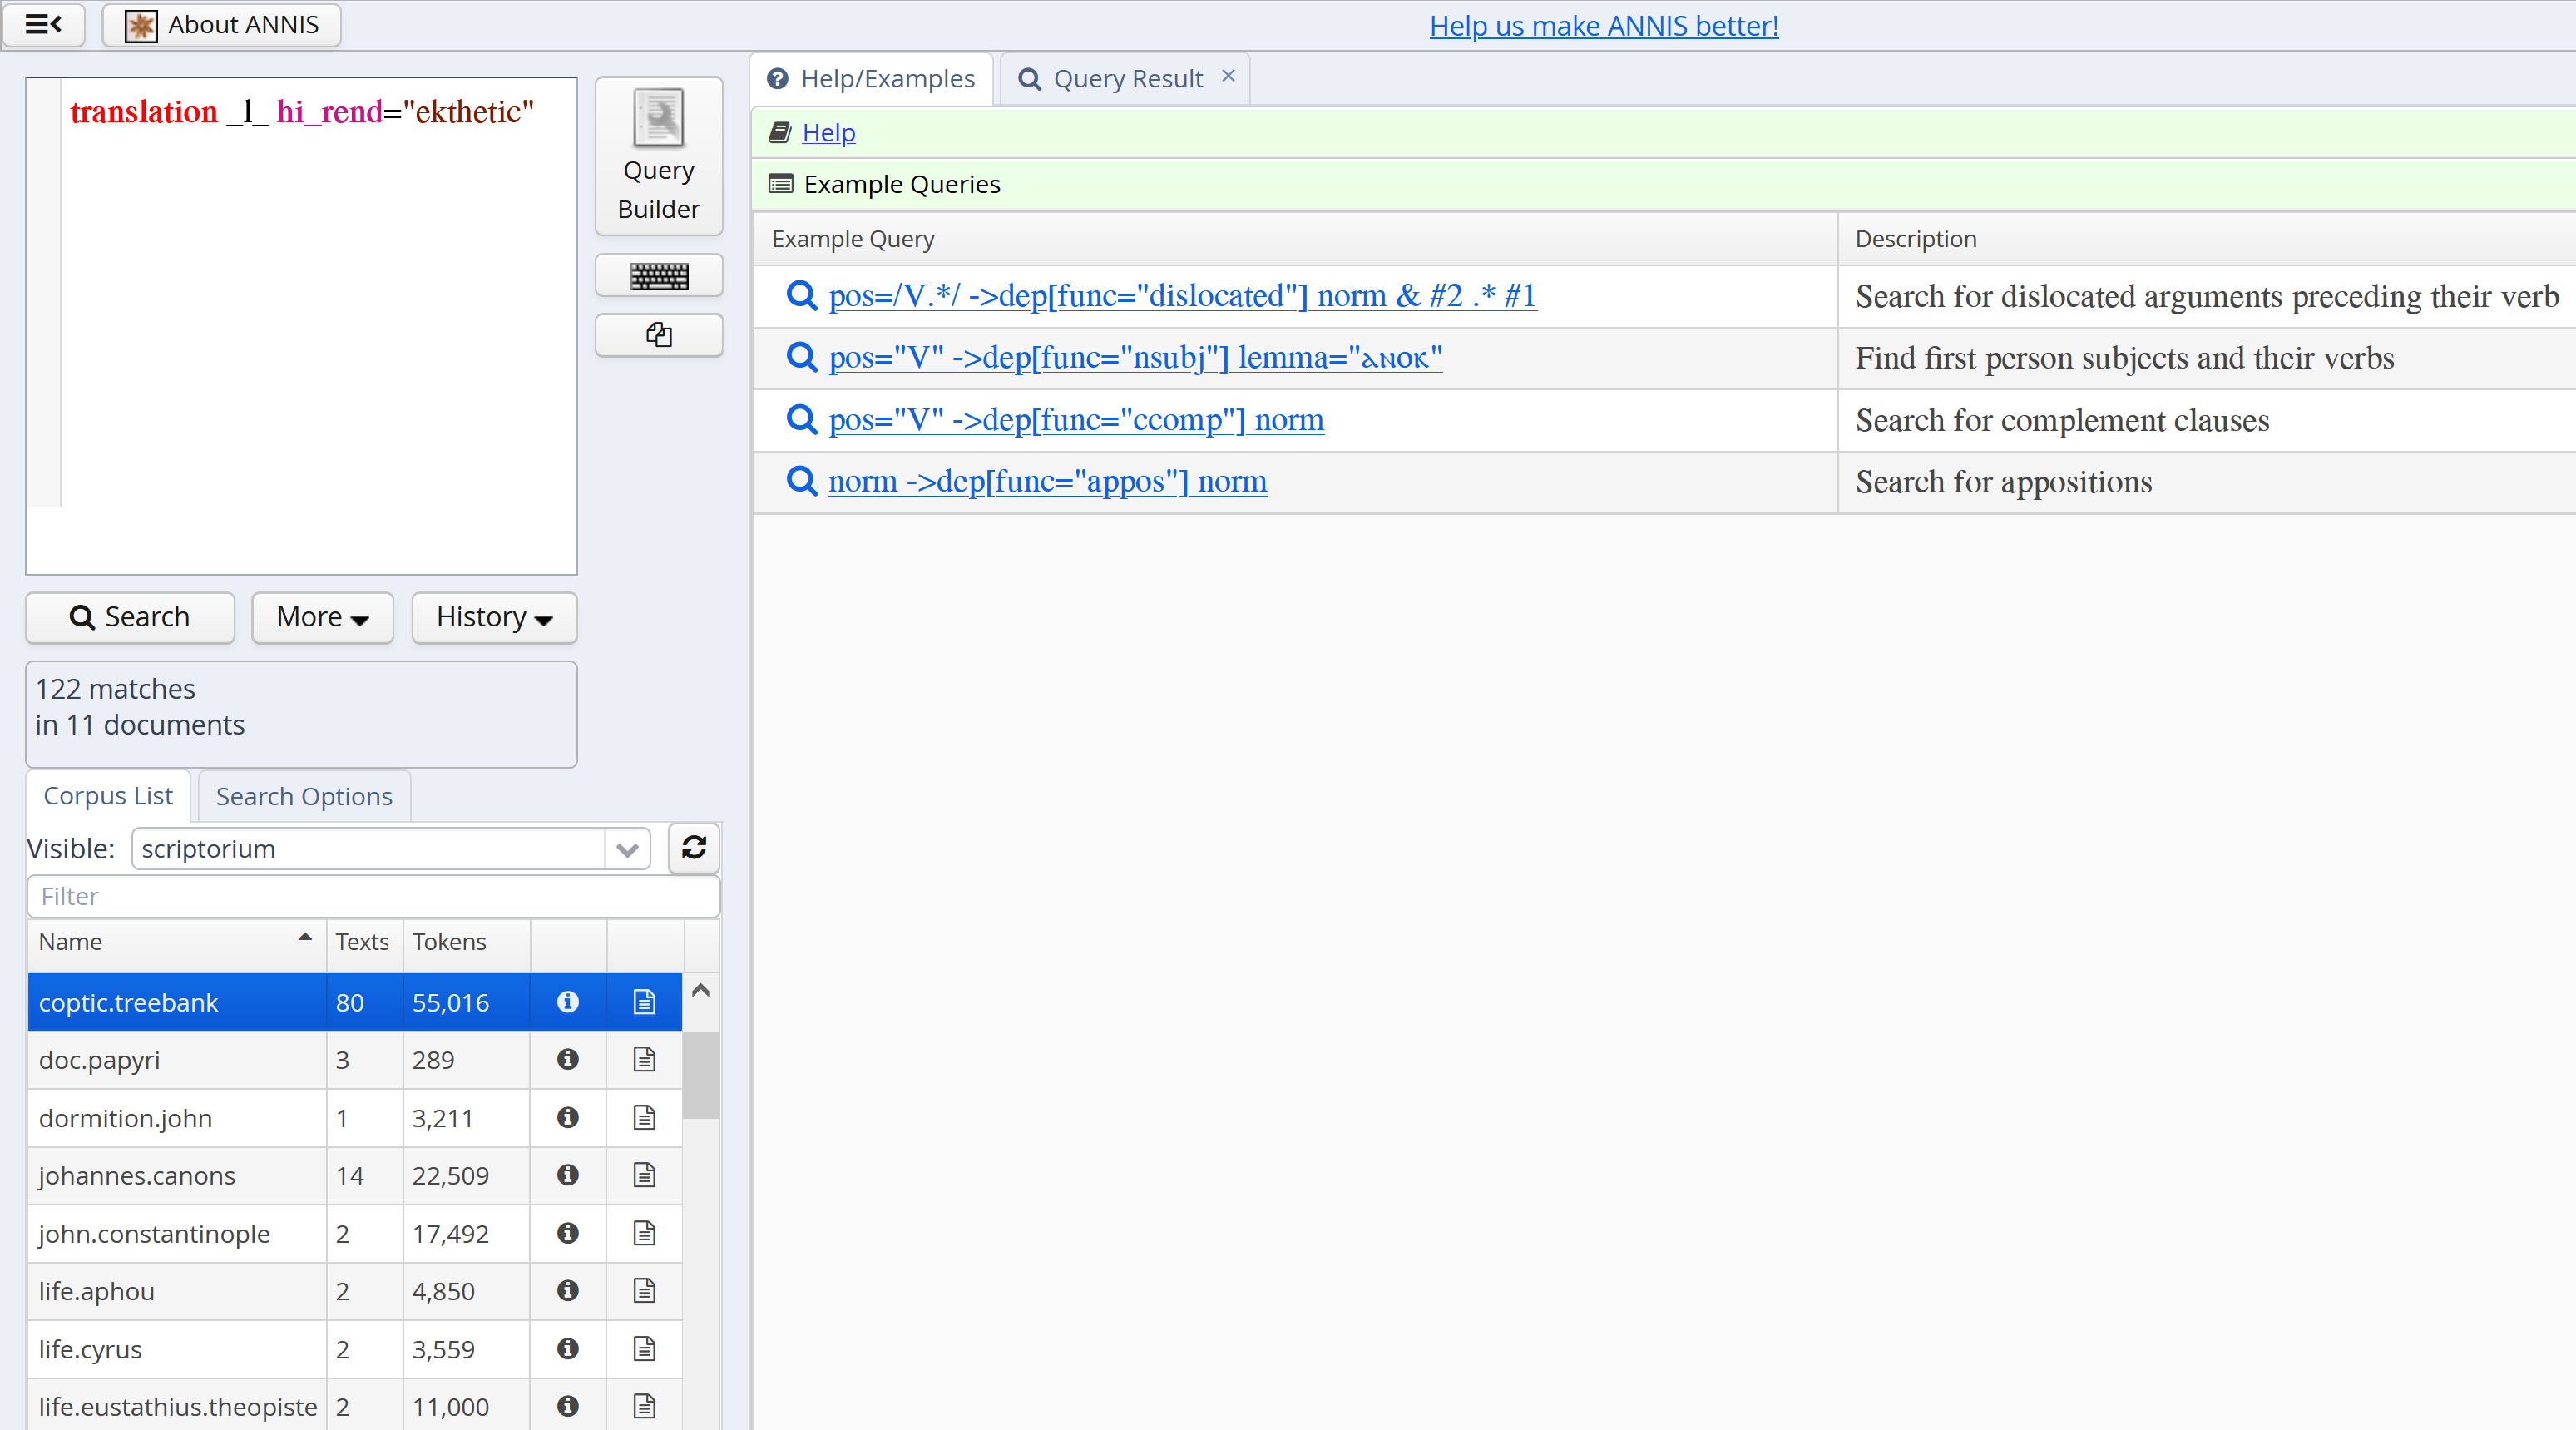 About ANNIS
Help us make ANNIS better!
translation _l_ hi_rend="ekthetic"
Query
Builder
Search
More
History
122 matches
in 11 documents
Corpus List
Search Options
Visible: scriptorium
Filter
Name Texts Tokens
coptic.treebank 80 55,016
doc.papyri 3 289
dormition.john 1 3,211
johannes.canons 14 22,509
john.constantinople 2 17,492
life.aphou 2 4,850
life.cyrus 2 3,559
life.eustathius.theopiste 2 11,000
Help/Examples
Query Result
Help
Example Queries
Example Query Description
pos=/V.*/ ->dep[func="dislocated"] norm & #2 .* #1 Search for dislocated arguments preceding their verb
pos="V" ->dep[func="nsubj"] lemma="ⲁⲛⲟⲕ" Find first person subjects and their verbs
pos="V" ->dep[func="ccomp"] norm Search for complement clauses
norm ->dep[func="appos"] norm Search for appositions